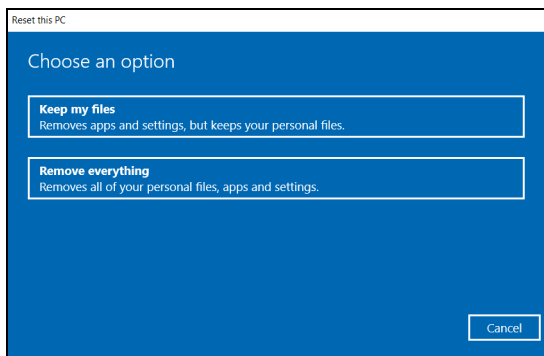 Reset this PC
Choose an option
Keep my files
Removes apps and settings, but keeps your personal files.
Remove everything
Removes all of your personal files, apps and settings.
Cancel